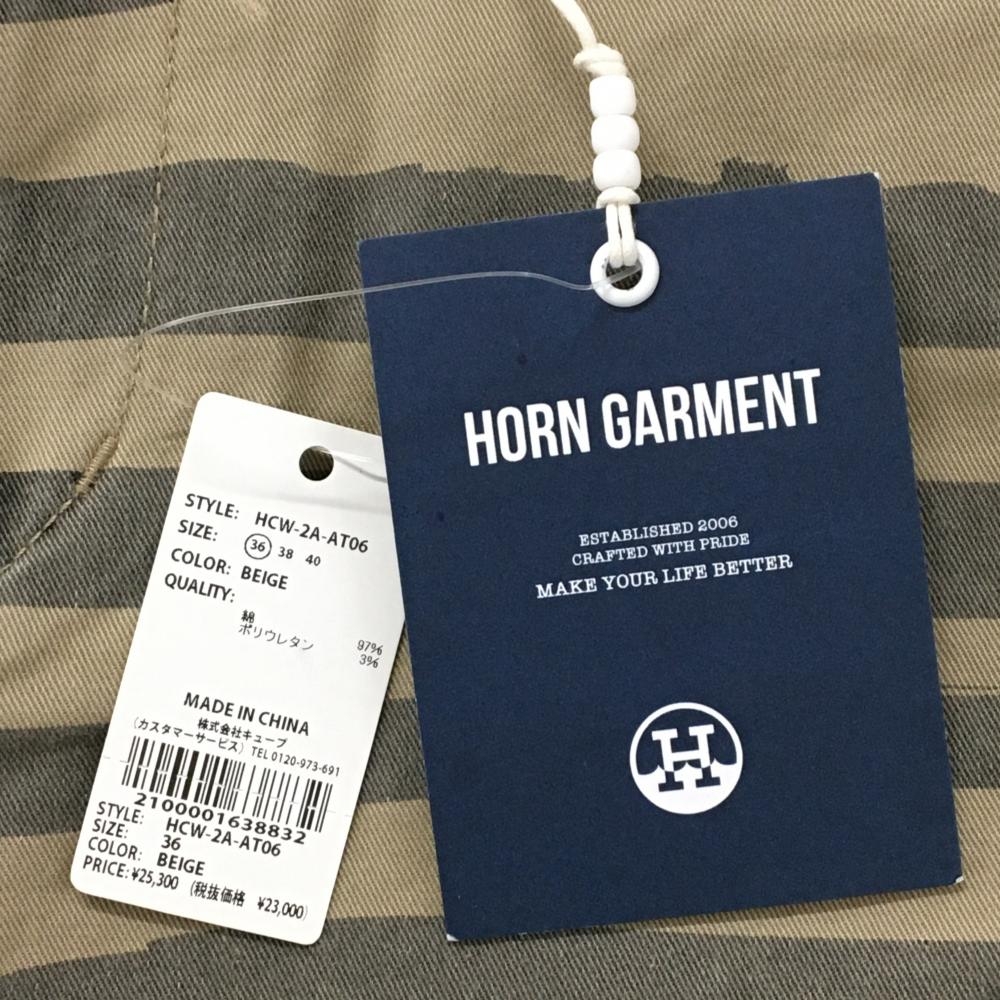 HORN GARMENT
ESTABLISHED 2006
CRAFTED WITH PRIDE
MAKE YOUR LIFE BETTER
H
STYLE: HCW-2A-AT06
SIZE: 36 38 40
COLOR: BEIGE
QUALITY:
綿 97%
ポリウレタン 3%
MADE IN CHINA
株式会社キューブ
(カスタマーサービス) TEL 0120-973-691
2100001638832
STYLE: HCW-2A-AT06
SIZE: 36
COLOR: BEIGE
PRICE: ¥25,300 (税抜価格 ¥23,000)